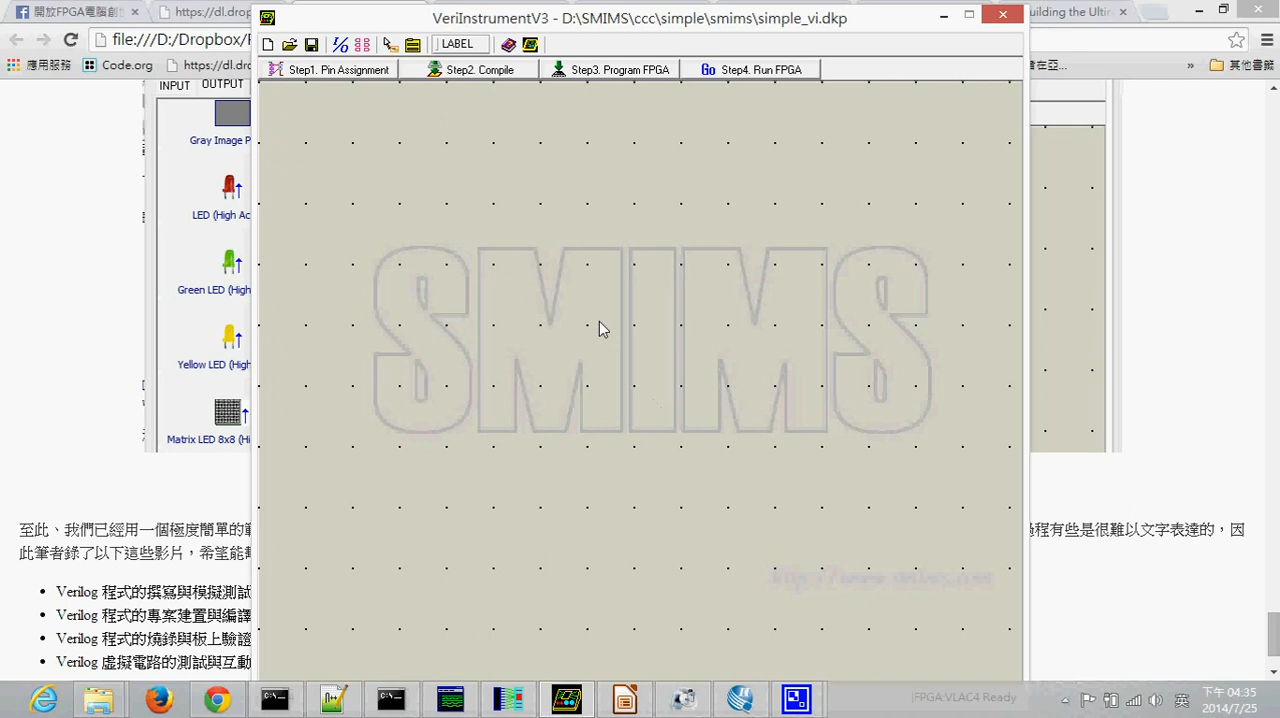 開放FPGA電腦創
https://dl.drop
uilding the Ultin
file:///D:/Dropbox/F
應用服務
Code.org
https://dl.dro
會在亞...
»
其他書籤
VeriInstrumentV3 - D:\SMIMS\ccc\simple\smims\simple_vi.dkp
LABEL
Step1. Pin Assignment
Step2. Compile
Step3. Program FPGA
Go Step4. Run FPGA
INPUT OUTPUT
Gray Image P
LED (High Ac
Green LED (High
Yellow LED (High
Matrix LED 8x8 (Hi
SMIMS
至此、我們已經用一個極度簡單的
過程有些是很難以文字表達的，因
此筆者錄了以下這些影片，希望能
• Verilog 程式的撰寫與模擬測試
• Verilog 程式的專案建置與編譯
• Verilog 程式的燒錄與板上驗證
• Verilog 虛擬電路的測試與互動
FPGA:VLAC4 Ready
英
下午 04:35
2014/7/25